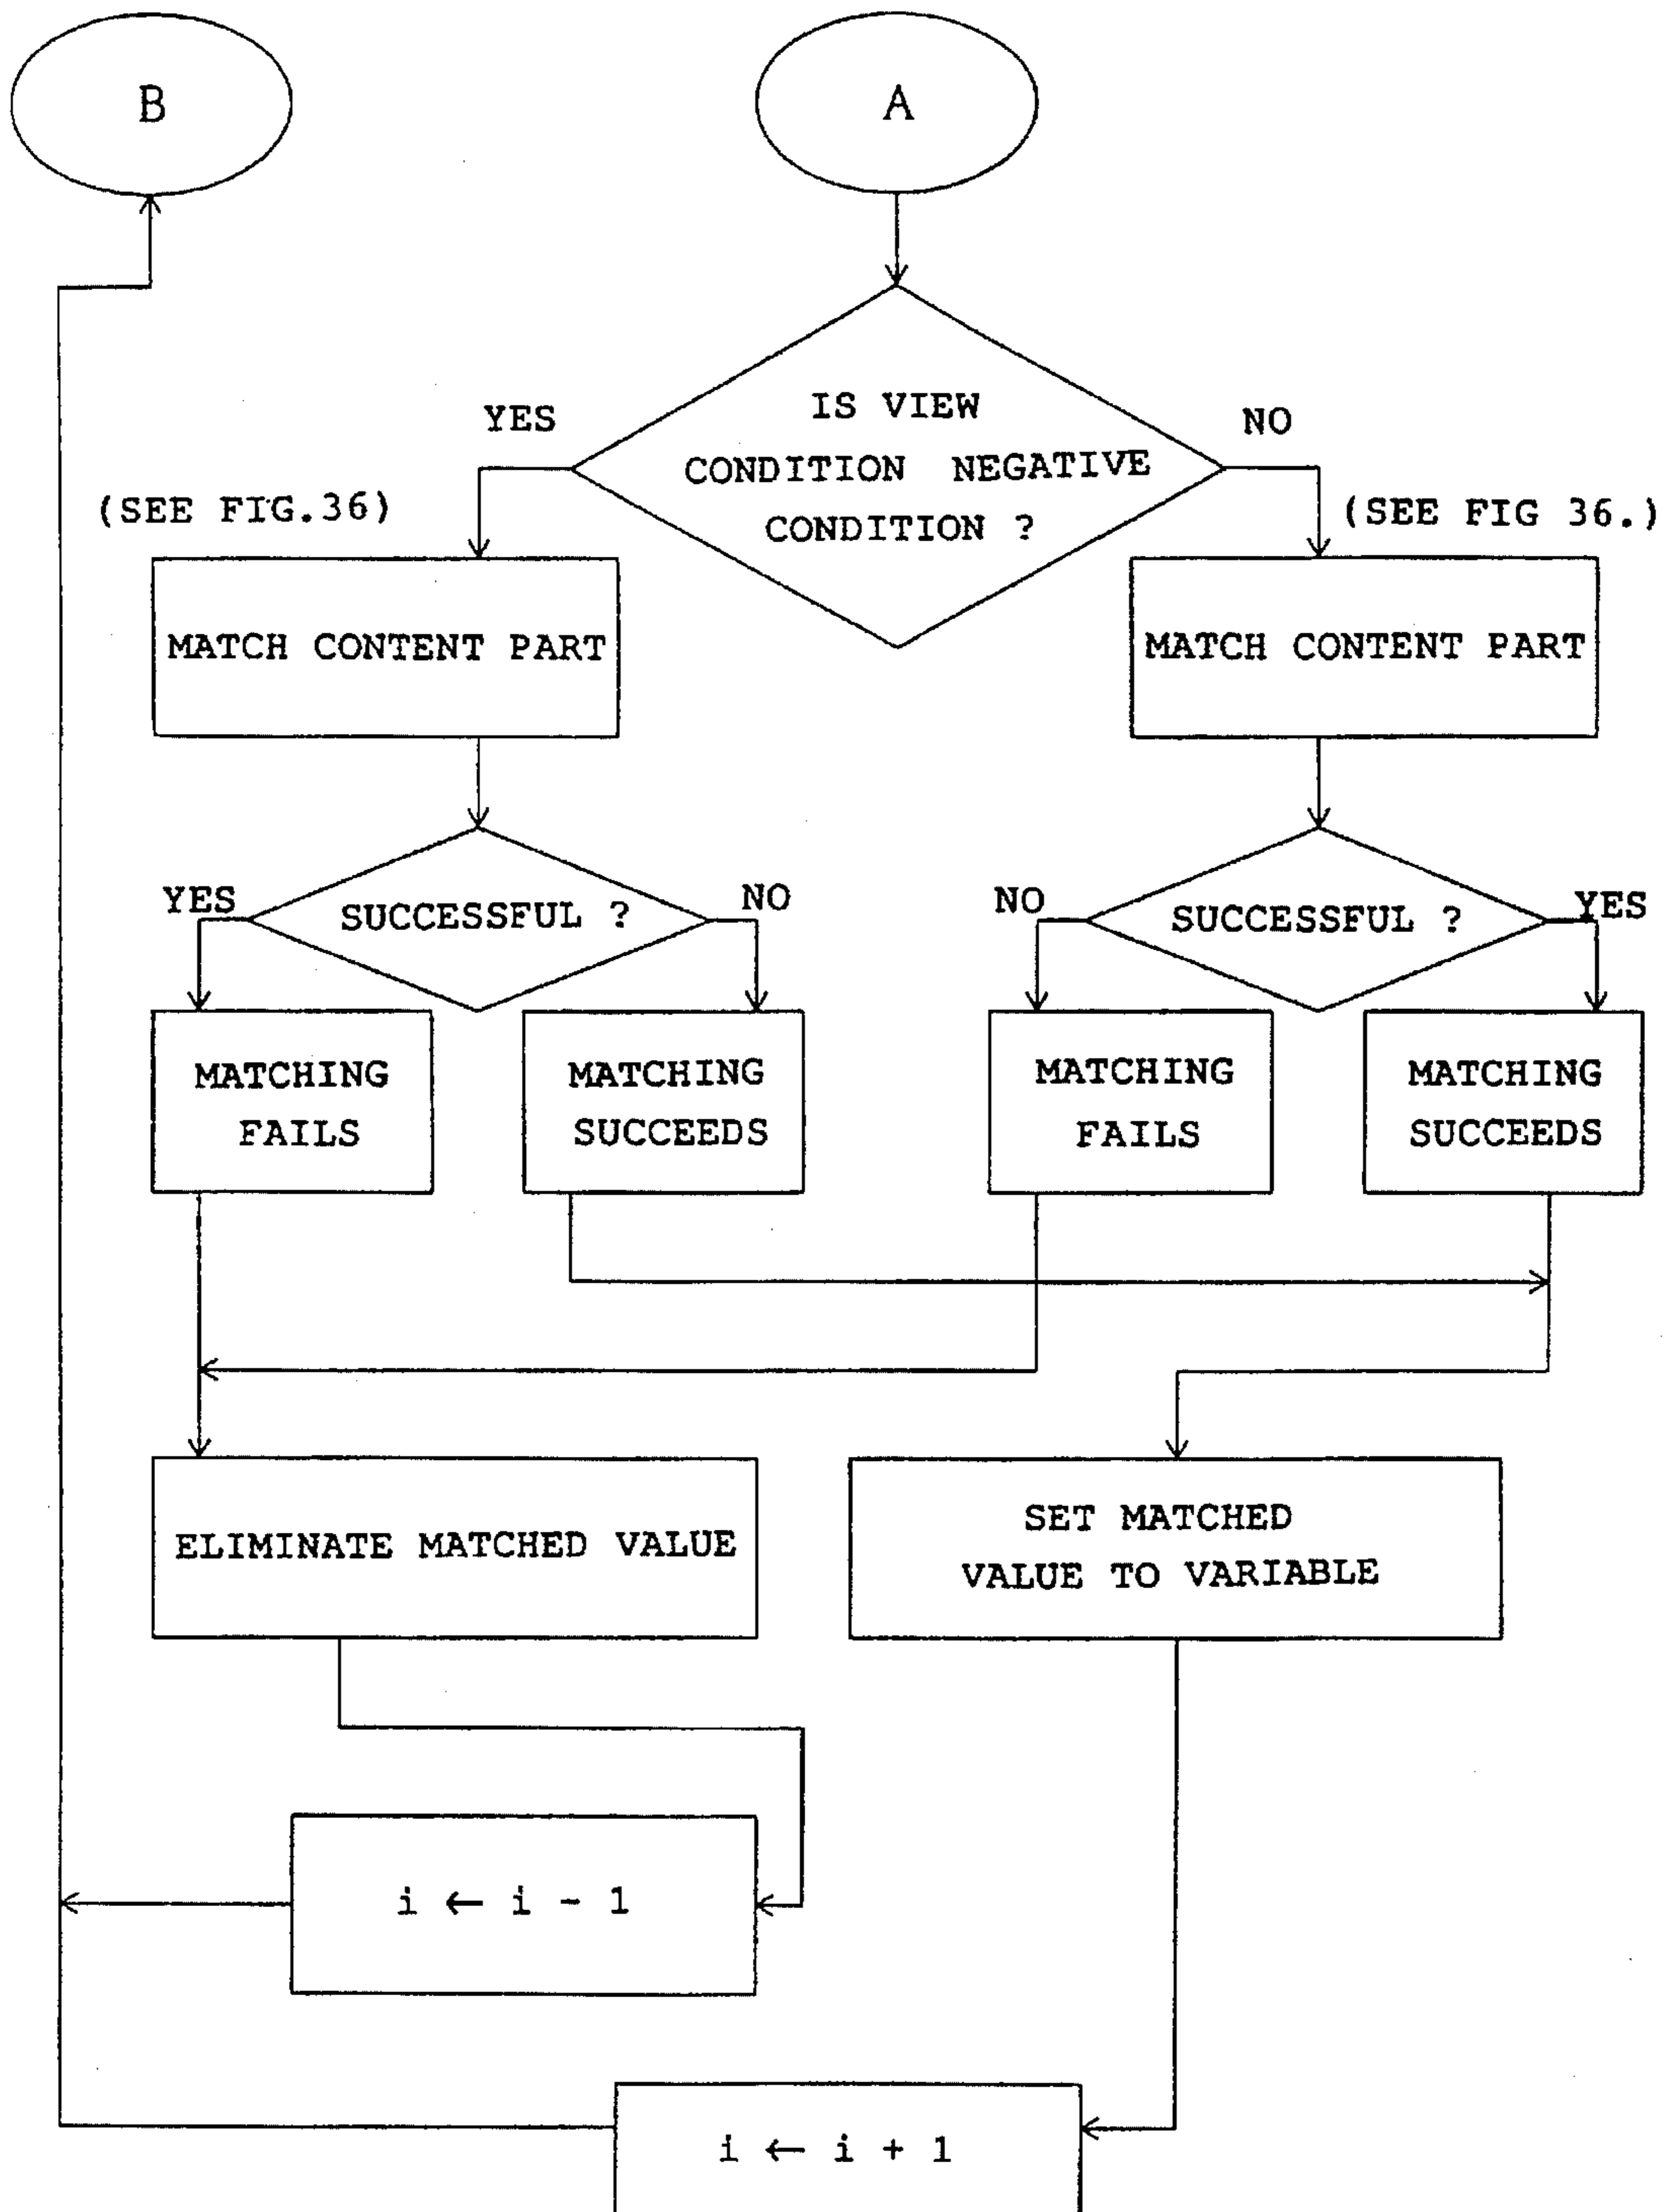 B
A
IS VIEW
CONDITION NEGATIVE
CONDITION ?
YES
NO
(SEE FIG.36)
(SEE FIG 36.)
MATCH CONTENT PART
MATCH CONTENT PART
YES
SUCCESSFUL ?
NO
NO
SUCCESSFUL ?
YES
MATCHING
FAILS
MATCHING
SUCCEEDS
MATCHING
FAILS
MATCHING
SUCCEEDS
ELIMINATE MATCHED VALUE
SET MATCHED
VALUE TO VARIABLE
i ← i - 1
i ← i + 1